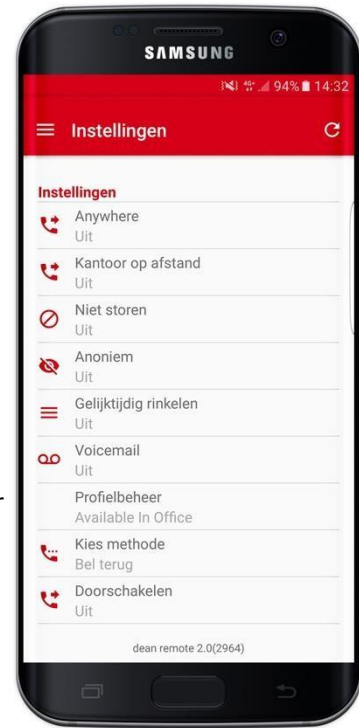 SAMSUNG
4G+ 94% 14:32
Instellingen
Instellingen
Anywhere
Uit
Kantoor op afstand
Uit
Niet storen
Uit
Anoniem
Uit
Gelijktijdig rinkelen
Uit
Voicemail
Uit
Profielbeheer
Available In Office
Kies methode
Bel terug
Doorschakelen
Uit
dean remote 2.0(2964)